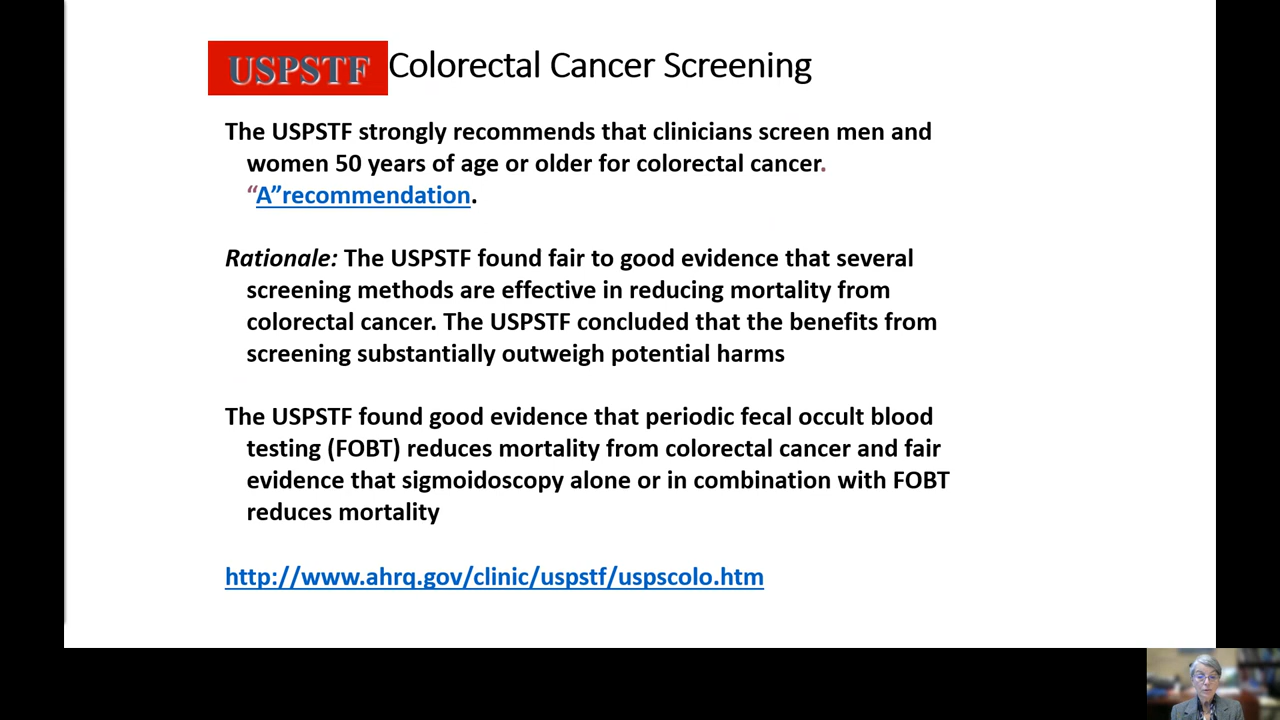 USPSTF Colorectal Cancer Screening
The USPSTF strongly recommends that clinicians screen men and
women 50 years of age or older for colorectal cancer.
“A”recommendation.
Rationale: The USPSTF found fair to good evidence that several
screening methods are effective in reducing mortality from
colorectal cancer. The USPSTF concluded that the benefits from
screening substantially outweigh potential harms
The USPSTF found good evidence that periodic fecal occult blood
testing (FOBT) reduces mortality from colorectal cancer and fair
evidence that sigmoidoscopy alone or in combination with FOBT
reduces mortality
http://www.ahrq.gov/clinic/uspstf/uspscolo.htm